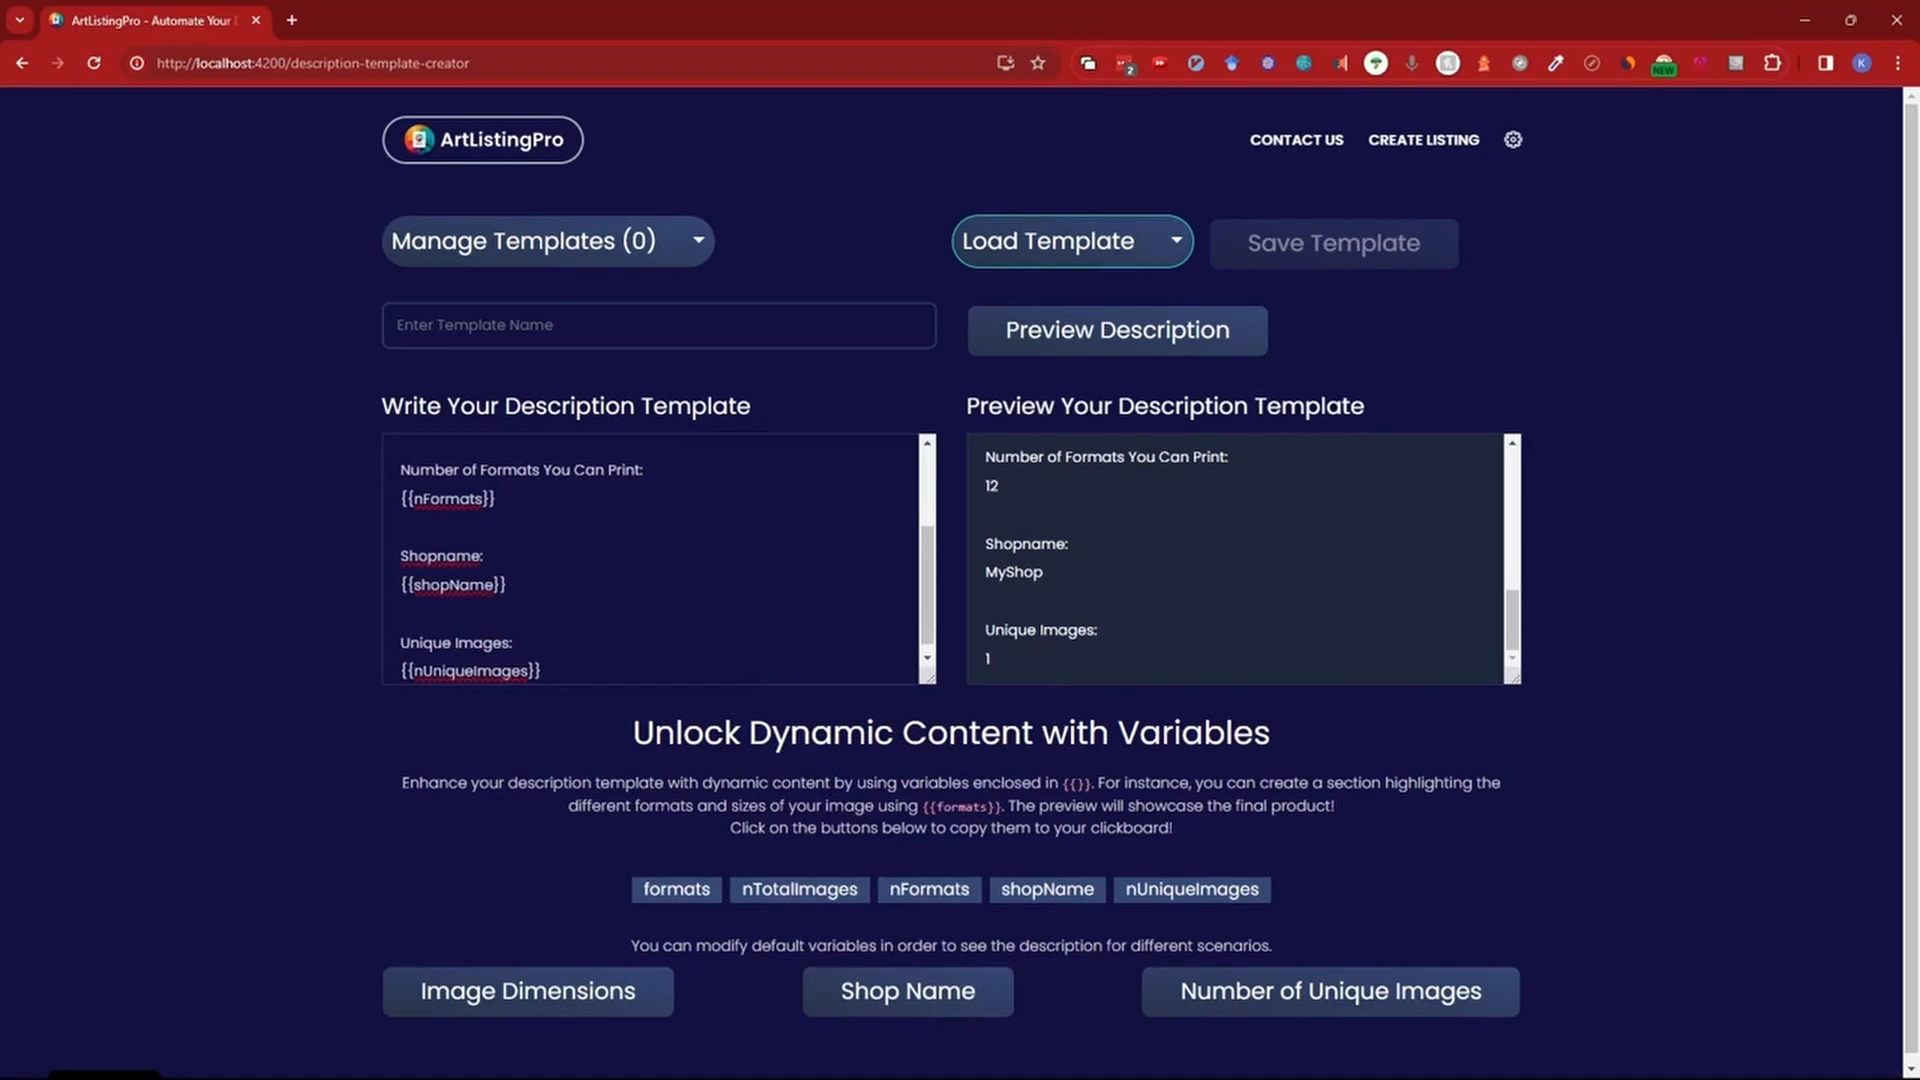 ArtListingPro - Automate Your
http://localhost:4200/description-template-creator
2
NEW
K
ArtListingPro
CONTACT US
CREATE LISTING
Manage Templates (0)
Load Template
Save Template
Enter Template Name
Preview Description
Write Your Description Template
Preview Your Description Template
Number of Formats You Can Print:
{{nFormats}}
Shopname:
{{shopName}}
Unique Images:
{{nUniqueImages}}
Number of Formats You Can Print:
12
Shopname:
MyShop
Unique Images:
1
Unlock Dynamic Content with Variables
Enhance your description template with dynamic content by using variables enclosed in {{}}. For instance, you can create a section highlighting the
different formats and sizes of your image using {{formats}}. The preview will showcase the final product!
Click on the buttons below to copy them to your clickboard!
formats
nTotalImages
nFormats
shopName
nUniqueImages
You can modify default variables in order to see the description for different scenarios.
Image Dimensions
Shop Name
Number of Unique Images